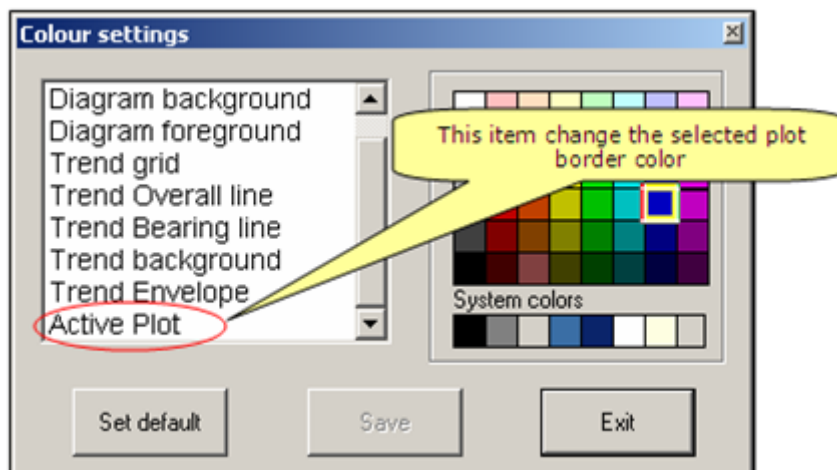 Colour settings
Diagram background
Diagram foreground
Trend grid
Trend Overall line
Trend Bearing line
Trend background
Trend Envelope
Active Plot
This item change the selected plot
border color
System colors
Set default
Save
Exit